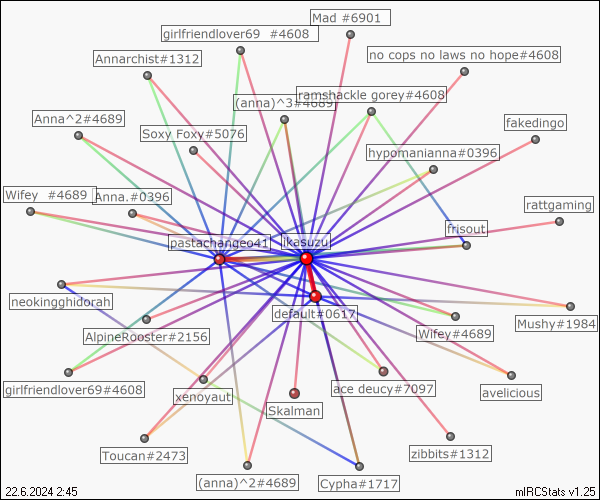 Mad #6901
girlfriendlover69 #4608
no cops no laws no hope#4608
Annarchist#1312
ramshackle gorey#4608
(anna)^3#4689
Anna^2#4689
fakedingo
Soxy Foxy#5076
hypomanianna#0396
Wifey #4689
Anna.#0396
rattgaming
frisout
pastachangeo41
ikasuzu
neokingghidorah
default#0617
Mushy#1984
AlpineRooster#2156
Wifey#4689
girlfriendlover69#4608
xenoyaut
ace deucy#7097
avelicious
Skalman
Toucan#2473
zibbits#1312
(anna)^2#4689
Cypha#1717
22.6.2024 2:45
mIRCStats v1.25